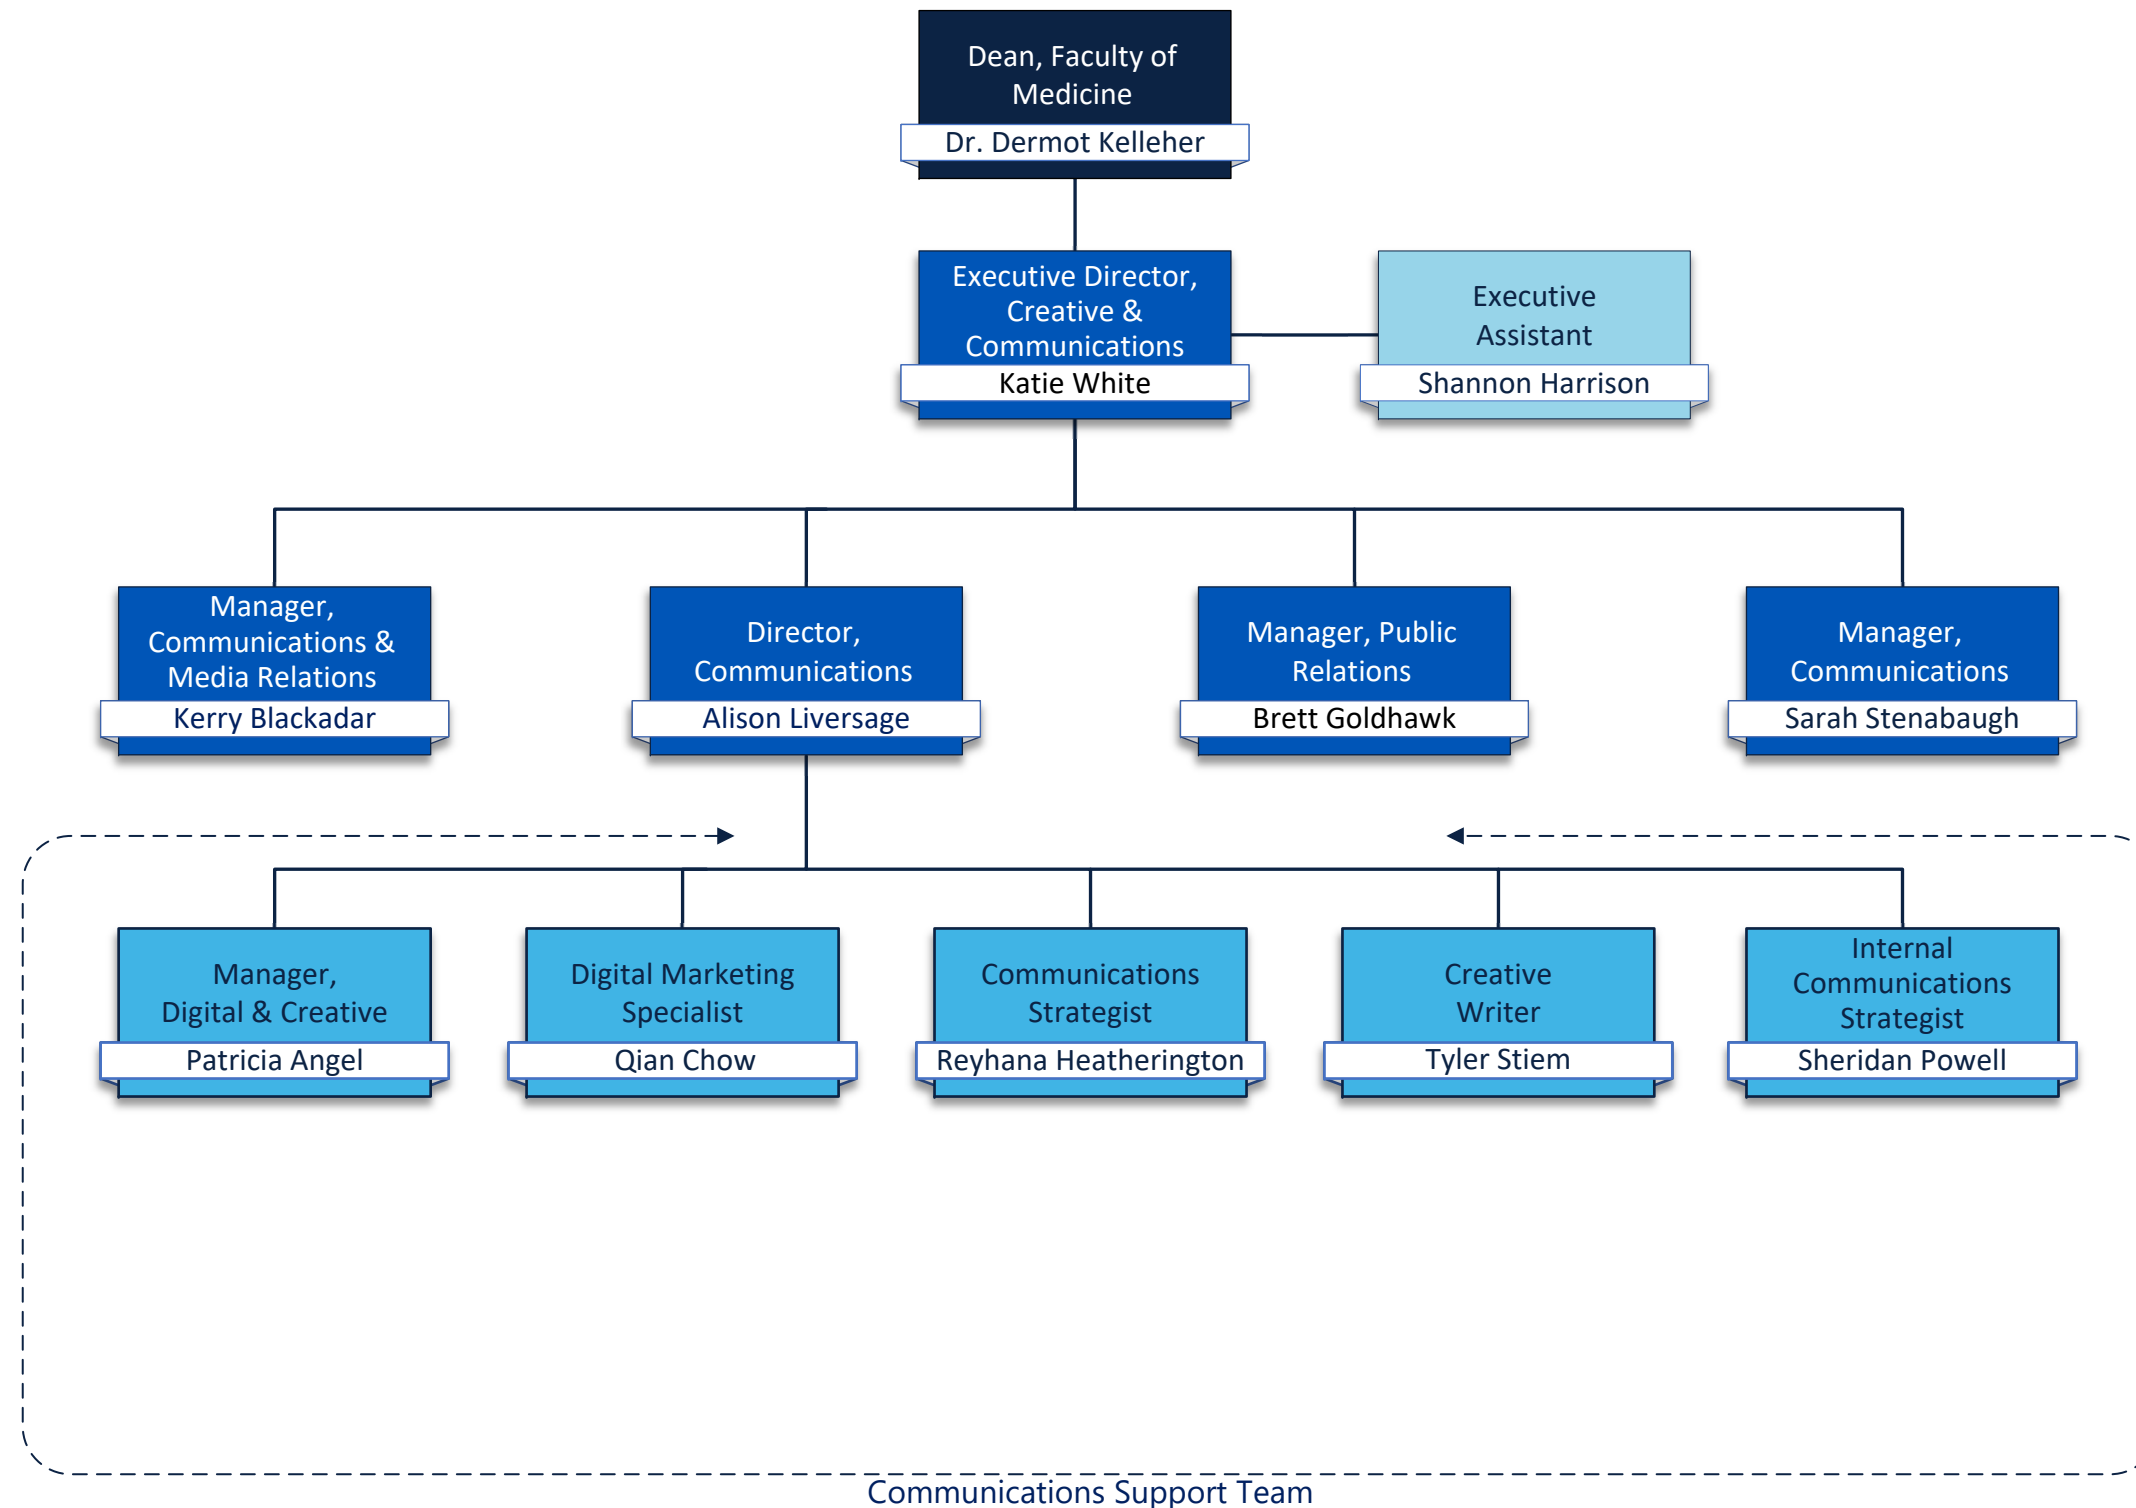 Dean, Faculty of
Medicine
Dr. Dermot Kelleher
Executive Director,
Creative &
Communications
Katie White
Executive
Assistant
Shannon Harrison
Manager,
Communications &
Media Relations
Kerry Blackadar
Director,
Communications
Alison Liversage
Manager, Public
Relations
Brett Goldhawk
Manager,
Communications
Sarah Stenabaugh
Manager,
Digital & Creative
Patricia Angel
Digital Marketing
Specialist
Qian Chow
Communications
Strategist
Reyhana Heatherington
Creative
Writer
Tyler Stiem
Internal
Communications
Strategist
Sheridan Powell
Communications Support Team